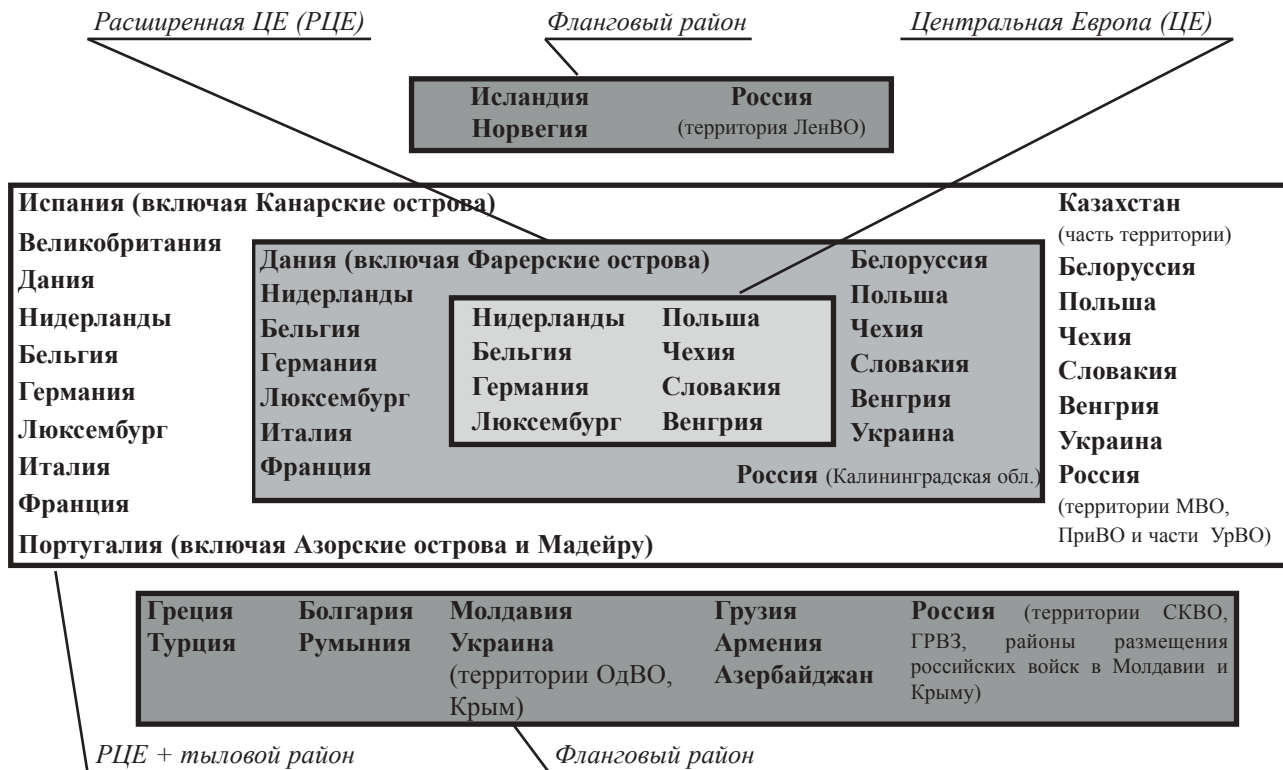 Расширенная ЦЕ (РЦЕ)
Фланговый район
Центральная Европа (ЦЕ)
Исландия
Норвегия
Россия
(территория ЛенВО)
Испания (включая Канарские острова)
Великобритания
Дания
Нидерланды
Бельгия
Германия
Люксембург
Италия
Франция
Португалия (включая Азорские острова и Мадейру)
Дания (включая Фарерские острова)
Нидерланды
Бельгия
Германия
Люксембург
Италия
Франция
Нидерланды
Бельгия
Германия
Люксембург
Польша
Чехия
Словакия
Венгрия
Белоруссия
Польша
Чехия
Словакия
Венгрия
Украина
Россия (Калининградская обл.)
Казахстан
(часть территории)
Белоруссия
Польша
Чехия
Словакия
Венгрия
Украина
Россия
(территории МВО,
ПриВО и части УрВО)
Греция
Турция
Болгария
Румыния
Молдавия
Украина
(территории ОдВО,
Крым)
Грузия
Армения
Азербайджан
Россия (территории СКВО,
ГРВЗ, районы размещения
российских войск в Молдавии и
Крыму)
РЦЕ + тыловой район
Фланговый район